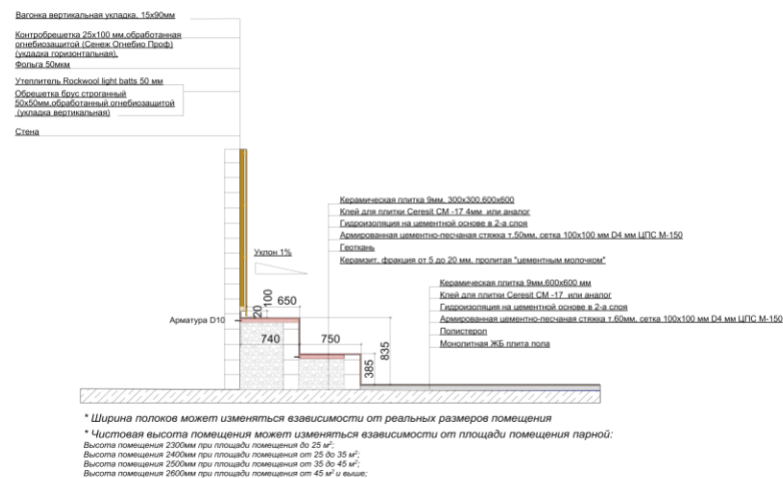 Вагонка вертикальная укладка, 15х90мм
Контробрешетка 25х100 мм,обработанная
огнебиозащитой (Сенеж Огнебио Проф)
(укдадка горизонтальная).
Фольга 50мкм
Утеплитель Rockwool light batts 50 мм
Обрешетка брус строганный
50х50мм,обработанный огнебиозащитой
(укладка вертикальная)
Стена
Керамическая плитка 9мм, 300х300,600х600
Клей для плитки Ceresit CM -17 4мм или аналог
Гидроизоляция на цементной основе в 2-а слоя
Армированная цементно-песчаная стяжка т.50мм, сетка 100х100 мм D4 мм ЦПС М-150
Геоткань
Керамзит, фракция от 5 до 20 мм, пролитая "цементным молочком"
Уклон 1%
Керамическая плитка 9мм,600х600 мм
Клей для плитки Ceresit CM -17 или аналог
Гидроизоляция на цементной основе в 2-а слоя
Армированная цементно-песчаная стяжка т.60мм, сетка 100х100 мм D4 мм ЦПС М-150
Полистерол
Монолитная ЖБ плита пола
100
650
20
Арматура D10
740
750
835
385
* Ширина полоков может изменяться взависимости от реальных размеров помещения
* Чистовая высота помещения может изменяться взависимости от площади помещения парной:
Высота помещения 2300мм при площади помещения до 25 м²;
Высота помещения 2400мм при площади помещения от 25 до 35 м²;
Высота помещения 2500мм при площади помещения от 35 до 45 м²;
Высота помещения 2600мм при площади помещения от 45 м² и выше;